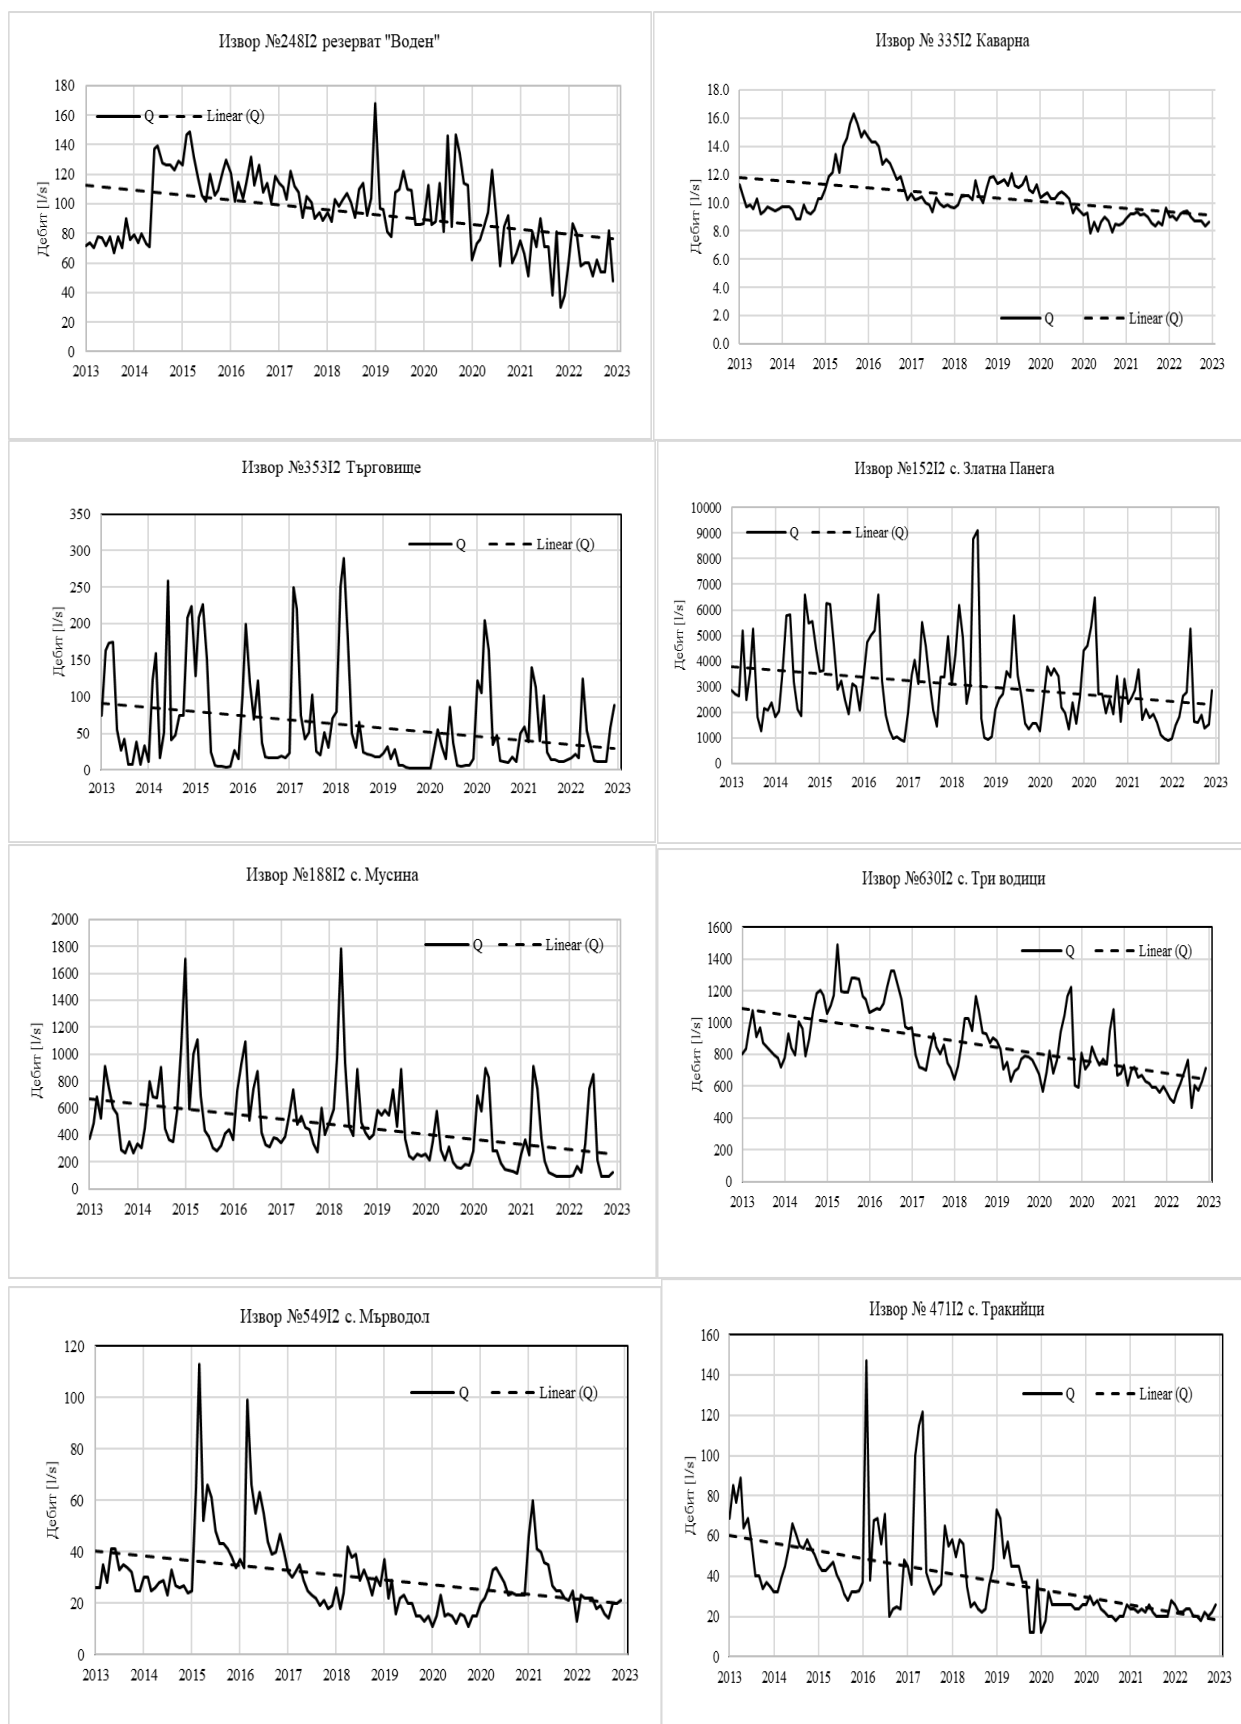 Извор №248I2 резерват "Воден"
Q Linear (Q)
Дебит [l/s]
180
160
140
120
100
80
60
40
20
0
2013 2014 2015 2016 2017 2018 2019 2020 2020 2021 2022 2023
Извор № 335I2 Каварна
Дебит [l/s]
18.0
16.0
14.0
12.0
10.0
8.0
6.0
4.0
2.0
0.0
Q Linear (Q)
2013 2014 2015 2016 2017 2018 2019 2020 2020 2021 2022 2023
Извор №353I2 Търговище
Q Linear (Q)
Дебит [l/s]
350
300
250
200
150
100
50
0
2013 2014 2015 2016 2017 2018 2019 2020 2020 2021 2022 2023
Извор №152I2 с. Златна Панега
Q Linear (Q)
Дебит [l/s]
10000
9000
8000
7000
6000
5000
4000
3000
2000
1000
0
2013 2014 2015 2016 2017 2018 2019 2020 2020 2021 2022 2023
Извор №188I2 с. Мусина
Q Linear (Q)
Дебит [l/s]
2000
1800
1600
1400
1200
1000
800
600
400
200
0
2013 2014 2015 2016 2017 2018 2019 2020 2020 2021 2022 2023
Извор №630I2 с. Три водици
Q Linear (Q)
Дебит [l/s]
1600
1400
1200
1000
800
600
400
200
0
2013 2014 2015 2016 2017 2018 2019 2020 2020 2021 2022 2023
Извор №549I2 с. Мърводол
Q Linear (Q)
Дебит [l/s]
120
100
80
60
40
20
0
2013 2014 2015 2016 2017 2018 2019 2020 2020 2021 2022 2023
Извор № 471I2 с. Тракийци
Q Linear (Q)
Дебит [l/s]
160
140
120
100
80
60
40
20
0
2013 2014 2015 2016 2017 2018 2019 2020 2020 2021 2022 2023